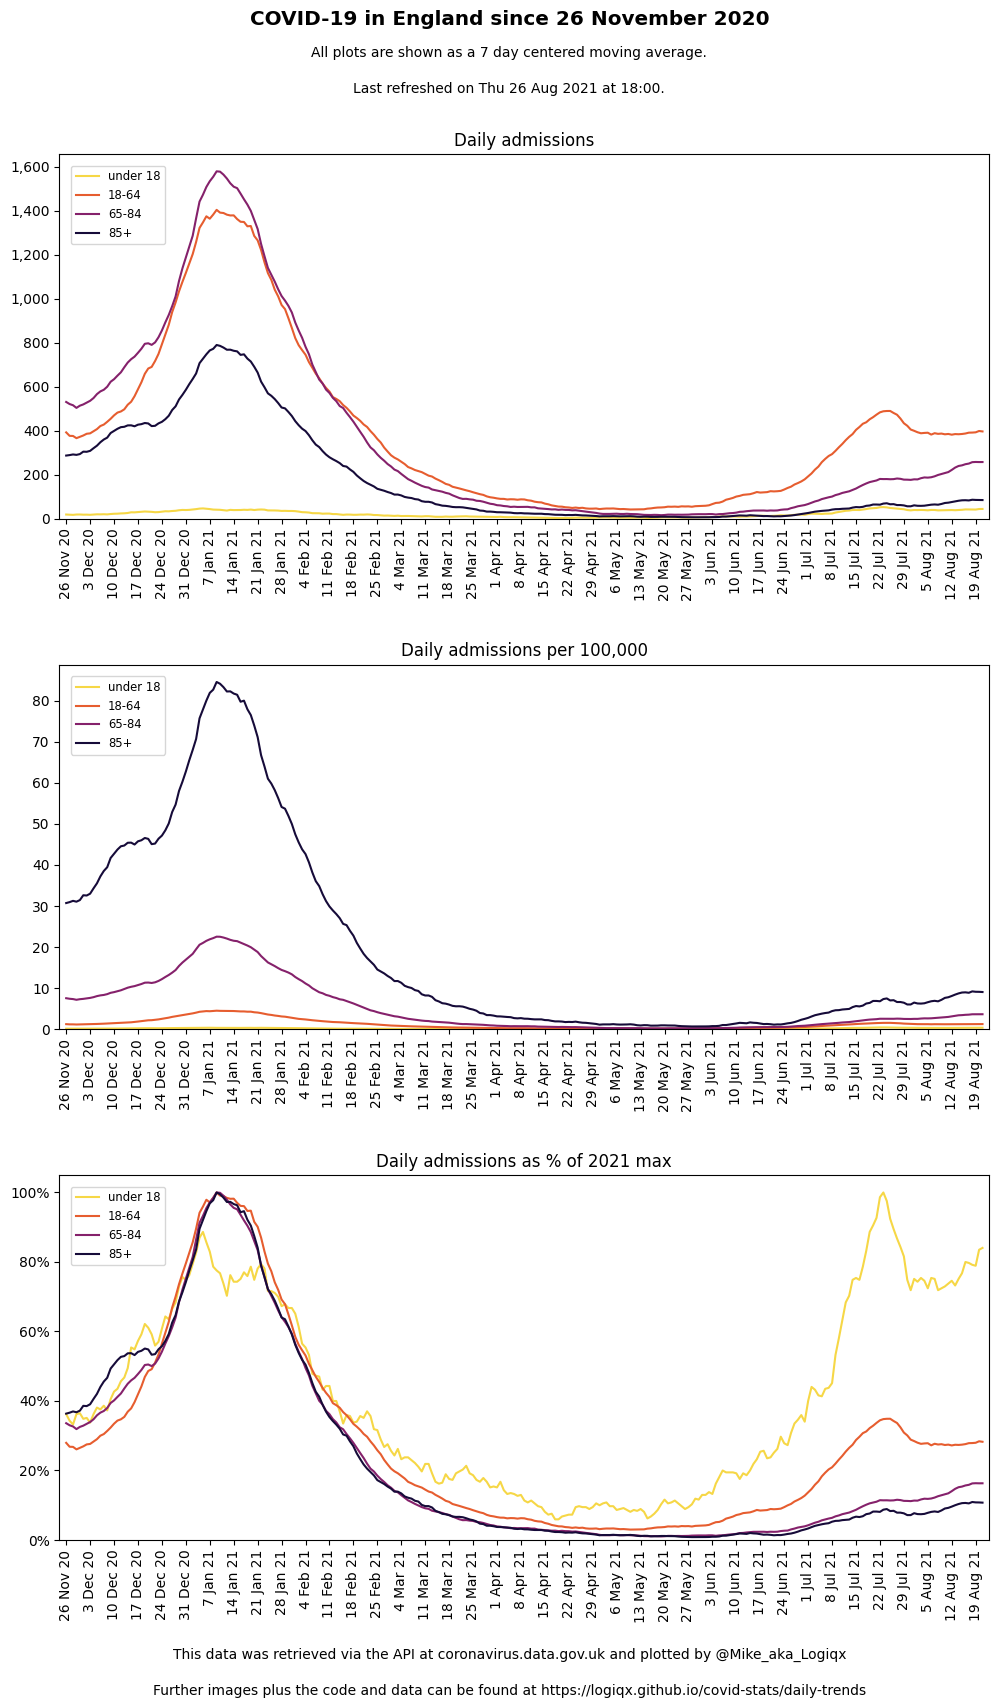 COVID-19 in England since 26 November 2020
All plots are shown as a 7 day centered moving average.
Last refreshed on Thu 26 Aug 2021 at 18:00.
Daily admissions
1,600
1,400
1,200
1,000
800
600
400
200
0
under 18
18-64
65-84
85+
26 Nov 20
3 Dec 20
10 Dec 20
17 Dec 20
24 Dec 20
31 Dec 20
7 Jan 21
14 Jan 21
21 Jan 21
28 Jan 21
4 Feb 21
11 Feb 21
18 Feb 21
25 Feb 21
4 Mar 21
11 Mar 21
18 Mar 21
25 Mar 21
1 Apr 21
8 Apr 21
15 Apr 21
22 Apr 21
29 Apr 21
6 May 21
13 May 21
20 May 21
27 May 21
3 Jun 21
10 Jun 21
17 Jun 21
24 Jun 21
1 Jul 21
8 Jul 21
15 Jul 21
22 Jul 21
29 Jul 21
5 Aug 21
12 Aug 21
19 Aug 21
Daily admissions per 100,000
80
70
60
50
40
30
20
10
0
under 18
18-64
65-84
85+
26 Nov 20
3 Dec 20
10 Dec 20
17 Dec 20
24 Dec 20
31 Dec 20
7 Jan 21
14 Jan 21
21 Jan 21
28 Jan 21
4 Feb 21
11 Feb 21
18 Feb 21
25 Feb 21
4 Mar 21
11 Mar 21
18 Mar 21
25 Mar 21
1 Apr 21
8 Apr 21
15 Apr 21
22 Apr 21
29 Apr 21
6 May 21
13 May 21
20 May 21
27 May 21
3 Jun 21
10 Jun 21
17 Jun 21
24 Jun 21
1 Jul 21
8 Jul 21
15 Jul 21
22 Jul 21
29 Jul 21
5 Aug 21
12 Aug 21
19 Aug 21
Daily admissions as % of 2021 max
100%
80%
60%
40%
20%
0%
under 18
18-64
65-84
85+
26 Nov 20
3 Dec 20
10 Dec 20
17 Dec 20
24 Dec 20
31 Dec 20
7 Jan 21
14 Jan 21
21 Jan 21
28 Jan 21
4 Feb 21
11 Feb 21
18 Feb 21
25 Feb 21
4 Mar 21
11 Mar 21
18 Mar 21
25 Mar 21
1 Apr 21
8 Apr 21
15 Apr 21
22 Apr 21
29 Apr 21
6 May 21
13 May 21
20 May 21
27 May 21
3 Jun 21
10 Jun 21
17 Jun 21
24 Jun 21
1 Jul 21
8 Jul 21
15 Jul 21
22 Jul 21
29 Jul 21
5 Aug 21
12 Aug 21
19 Aug 21
This data was retrieved via the API at coronavirus.data.gov.uk and plotted by @Mike_aka_Logiqx
Further images plus the code and data can be found at https://logiqx.github.io/covid-stats/daily-trends